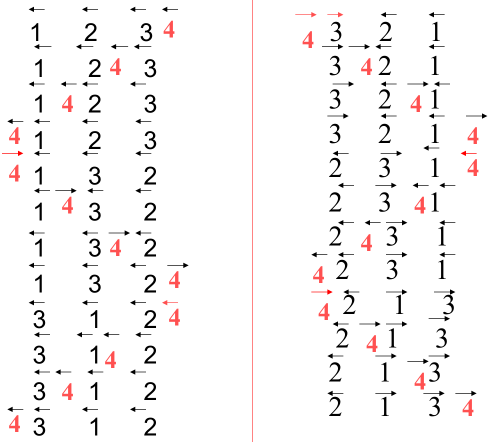 1 2 3 4
1 2 4 3
1 4 2 3
4 1 2 3
4 1 3 2
1 4 3 2
1 3 4 2
1 3 2 4
3 1 2 4
3 1 4 2
3 4 1 2
4 3 1 2
4 3 2 1
3 4 2 1
3 2 4 1
3 2 1 4
2 3 1 4
2 3 4 1
2 4 3 1
4 2 3 1
4 2 1 3
2 4 1 3
2 1 4 3
2 1 3 4